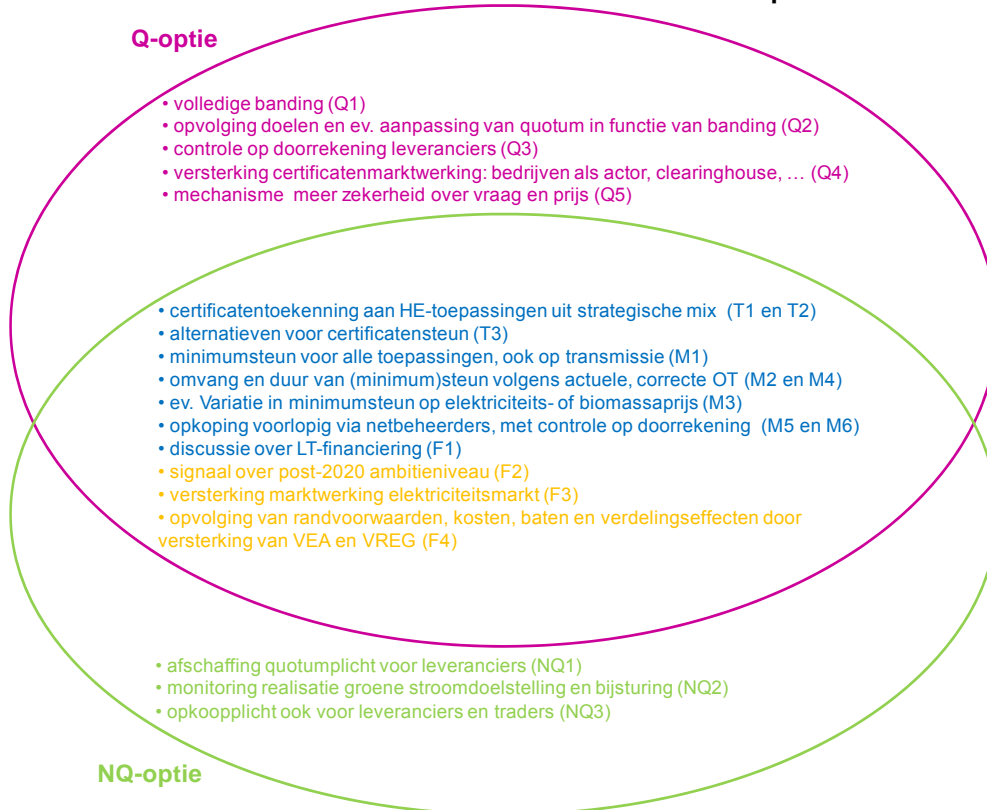 Q-optie
• volledige banding (Q1)
• opvolging doelen en ev. aanpassing van quotum in functie van banding (Q2)
• controle op doorrekening leveranciers (Q3)
• versterking certificatenmarktwerking: bedrijven als actor, clearinghouse, … (Q4)
• mechanisme meer zekerheid over vraag en prijs (Q5)
• certificatentoekenning aan HE-toepassingen uit strategische mix (T1 en T2)
• alternatieven voor certificatensteun (T3)
• minimumsteun voor alle toepassingen, ook op transmissie (M1)
• omvang en duur van (minimum)steun volgens actuele, correcte OT (M2 en M4)
• ev. Variatie in minimumsteun op elektriciteits- of biomassaprijs (M3)
• opkoping voorlopig via netbeheerders, met controle op doorrekening (M5 en M6)
• discussie over LT-financiering (F1)
• signaal over post-2020 ambitieniveau (F2)
• versterking marktwerking elektriciteitsmarkt (F3)
• opvolging van randvoorwaarden, kosten, baten en verdelingseffecten door
versterking van VEA en VREG (F4)
• afschaffing quotumplicht voor leveranciers (NQ1)
• monitoring realisatie groene stroomdoelstelling en bijsturing (NQ2)
• opkoopplicht ook voor leveranciers en traders (NQ3)
NQ-optie